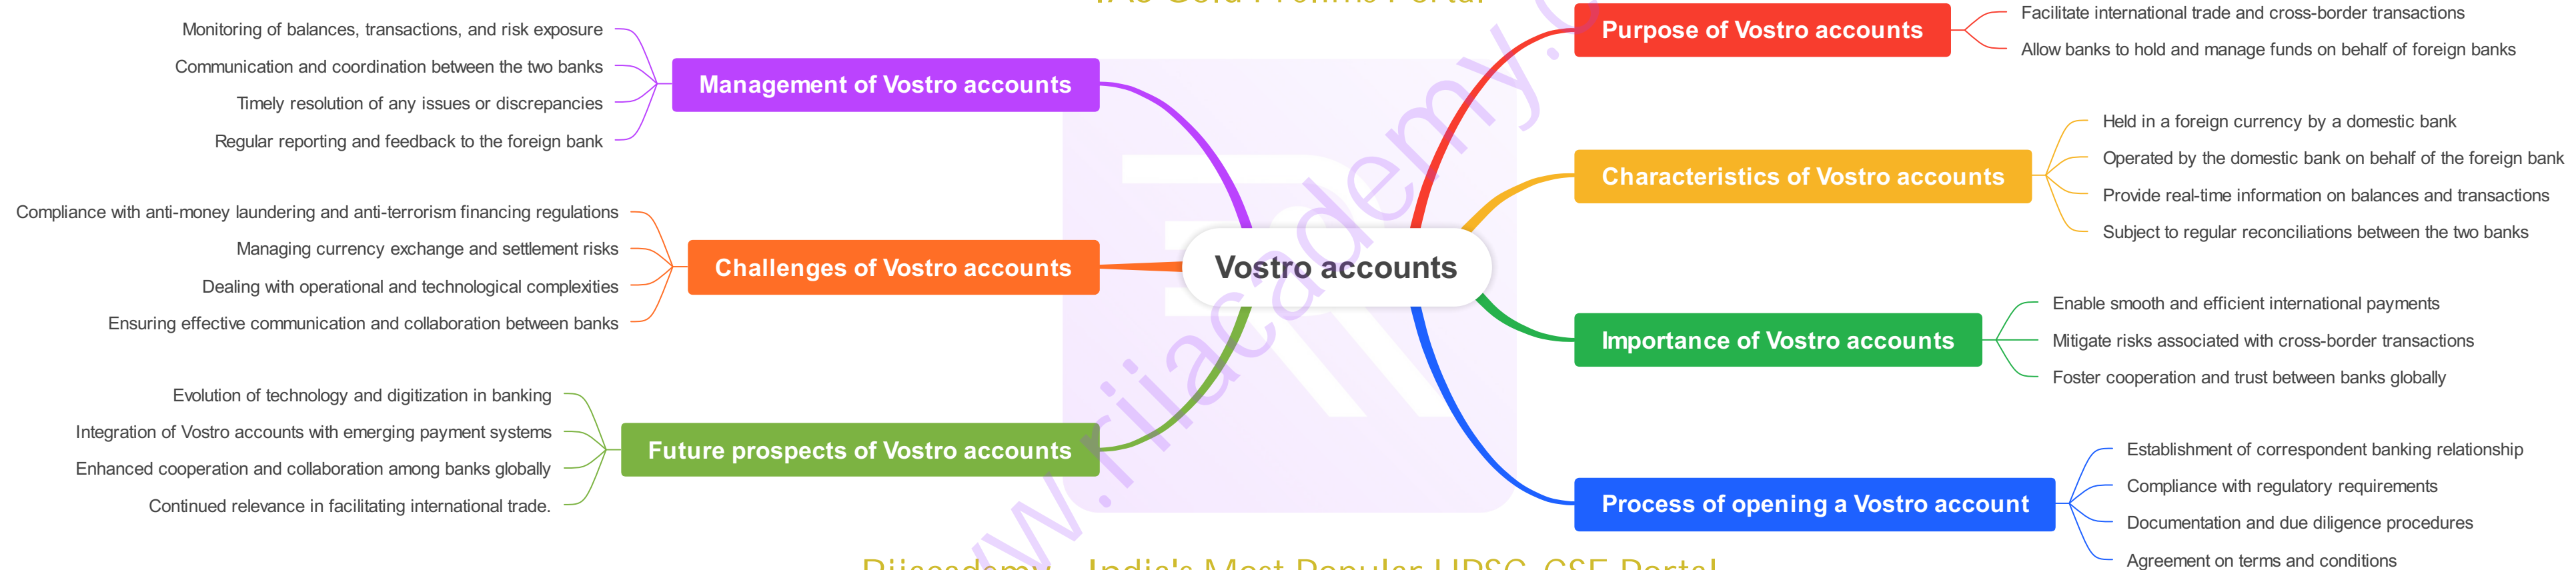 IAS Gold Prelims Portal
Vostro accounts
Purpose of Vostro accounts
Facilitate international trade and cross-border transactions
Allow banks to hold and manage funds on behalf of foreign banks
Characteristics of Vostro accounts
Held in a foreign currency by a domestic bank
Operated by the domestic bank on behalf of the foreign bank
Provide real-time information on balances and transactions
Subject to regular reconciliations between the two banks
Importance of Vostro accounts
Enable smooth and efficient international payments
Mitigate risks associated with cross-border transactions
Foster cooperation and trust between banks globally
Process of opening a Vostro account
Establishment of correspondent banking relationship
Compliance with regulatory requirements
Documentation and due diligence procedures
Agreement on terms and conditions
Management of Vostro accounts
Monitoring of balances, transactions, and risk exposure
Communication and coordination between the two banks
Timely resolution of any issues or discrepancies
Regular reporting and feedback to the foreign bank
Challenges of Vostro accounts
Compliance with anti-money laundering and anti-terrorism financing regulations
Managing currency exchange and settlement risks
Dealing with operational and technological complexities
Ensuring effective communication and collaboration between banks
Future prospects of Vostro accounts
Evolution of technology and digitization in banking
Integration of Vostro accounts with emerging payment systems
Enhanced cooperation and collaboration among banks globally
Continued relevance in facilitating international trade.
w.rijacademy.c
India's Most Popular UPSC-CSE Portal